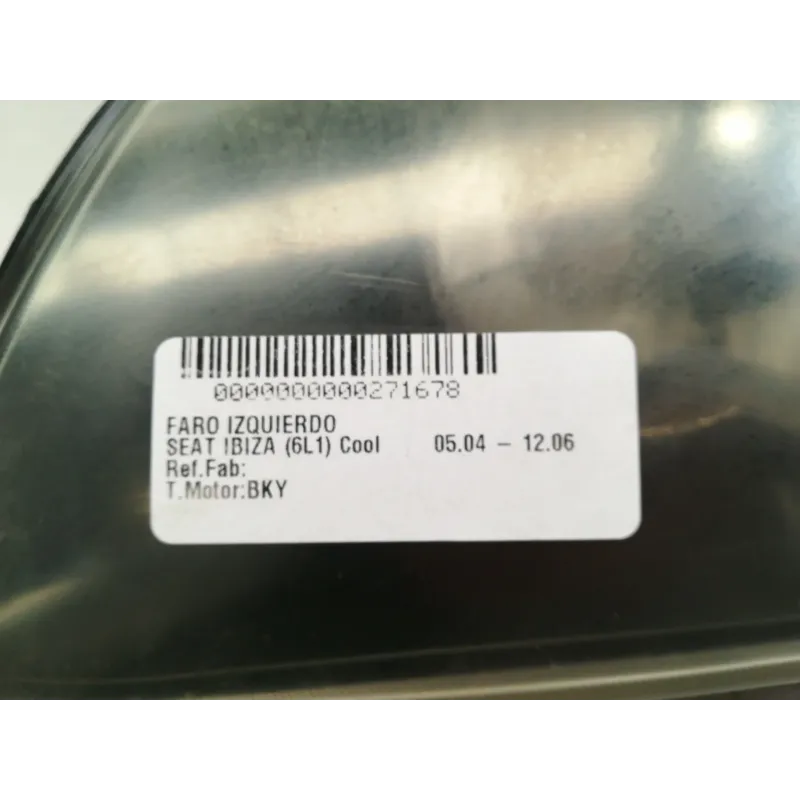 0000000000271678
FARO IZQUIERDO
SEAT IBIZA (6L1) Cool 05.04 – 12.06
Ref.Fab:
T.Motor:BKY